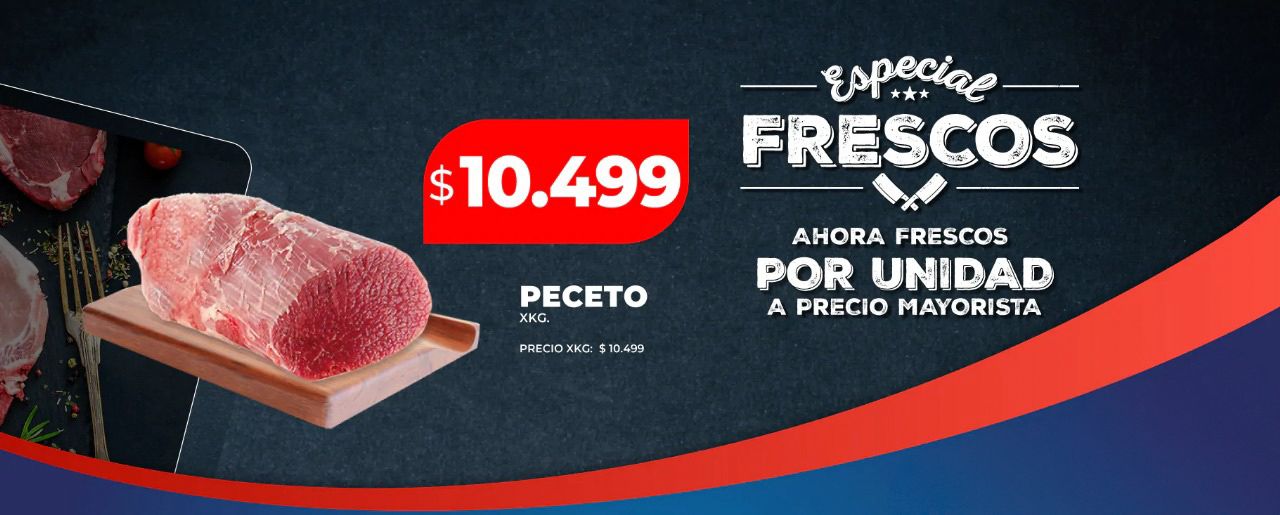 $10.499
PECETO
XKG.
PRECIO XKG: $ 10.499
Especial
FRESCOS
AHORA FRESCOS
POR UNIDAD
A PRECIO MAYORISTA